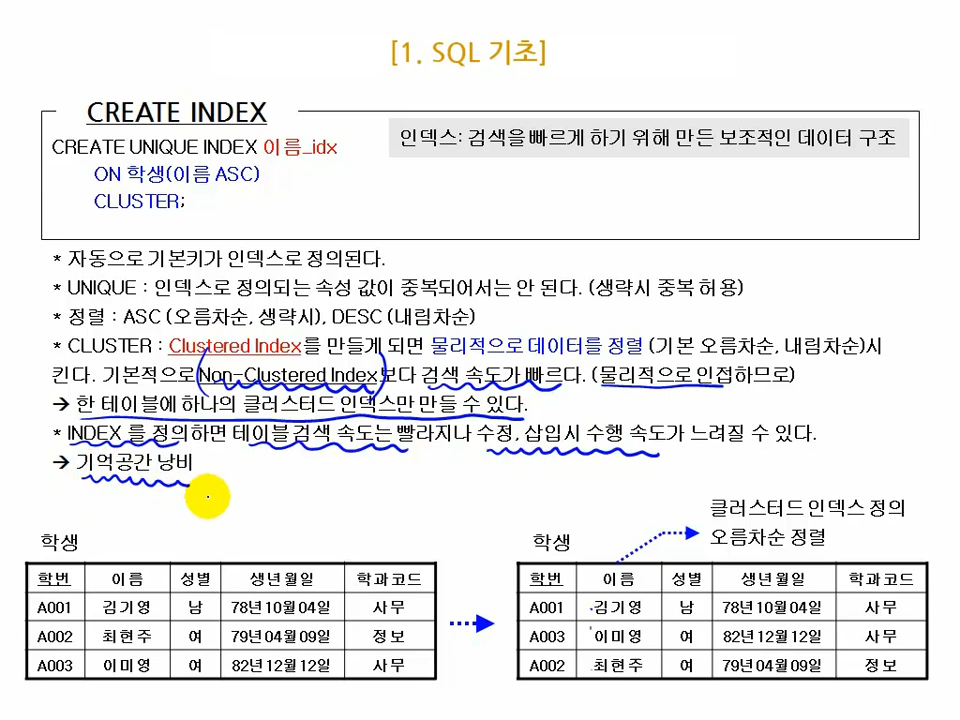 [1. SQL 기초]
CREATE INDEX
CREATE UNIQUE INDEX 이름_idx
ON 학생(이름 ASC)
CLUSTER;
인덱스: 검색을 빠르게 하기 위해 만든 보조적인 데이터 구조
* 자동으로 기본키가 인덱스로 정의된다.
* UNIQUE : 인덱스로 정의되는 속성 값이 중복되어서는 안 된다. (생략시 중복 허용)
* 정렬 : ASC (오름차순, 생략시), DESC (내림차순)
* CLUSTER : Clustered Index를 만들게 되면 물리적으로 데이터를 정렬 (기본 오름차순, 내림차순)시
킨다. 기본적으로 Non-Clustered Index보다 검색 속도가 빠르다. (물리적으로 인접하므로)
→ 한 테이블에 하나의 클러스터드 인덱스만 만들 수 있다.
* INDEX 를 정의하면 테이블 검색 속도는 빨라지나 수정, 삽입시 수행 속도가 느려질 수 있다.
→ 기억공간 낭비
클러스터드 인덱스 정의
오름차순 정렬
학생
학번 이름 성별 생년월일 학과코드
A001 김기영 남 78년 10월 04일 사무
A002 최현주 여 79년 04월 09일 정보
A003 이미영 여 82년 12월 12일 사무
학생
학번 이름 성별 생년월일 학과코드
A001 김기영 남 78년 10월 04일 사무
A003 이미영 여 82년 12월 12일 사무
A002 최현주 여 79년 04월 09일 정보